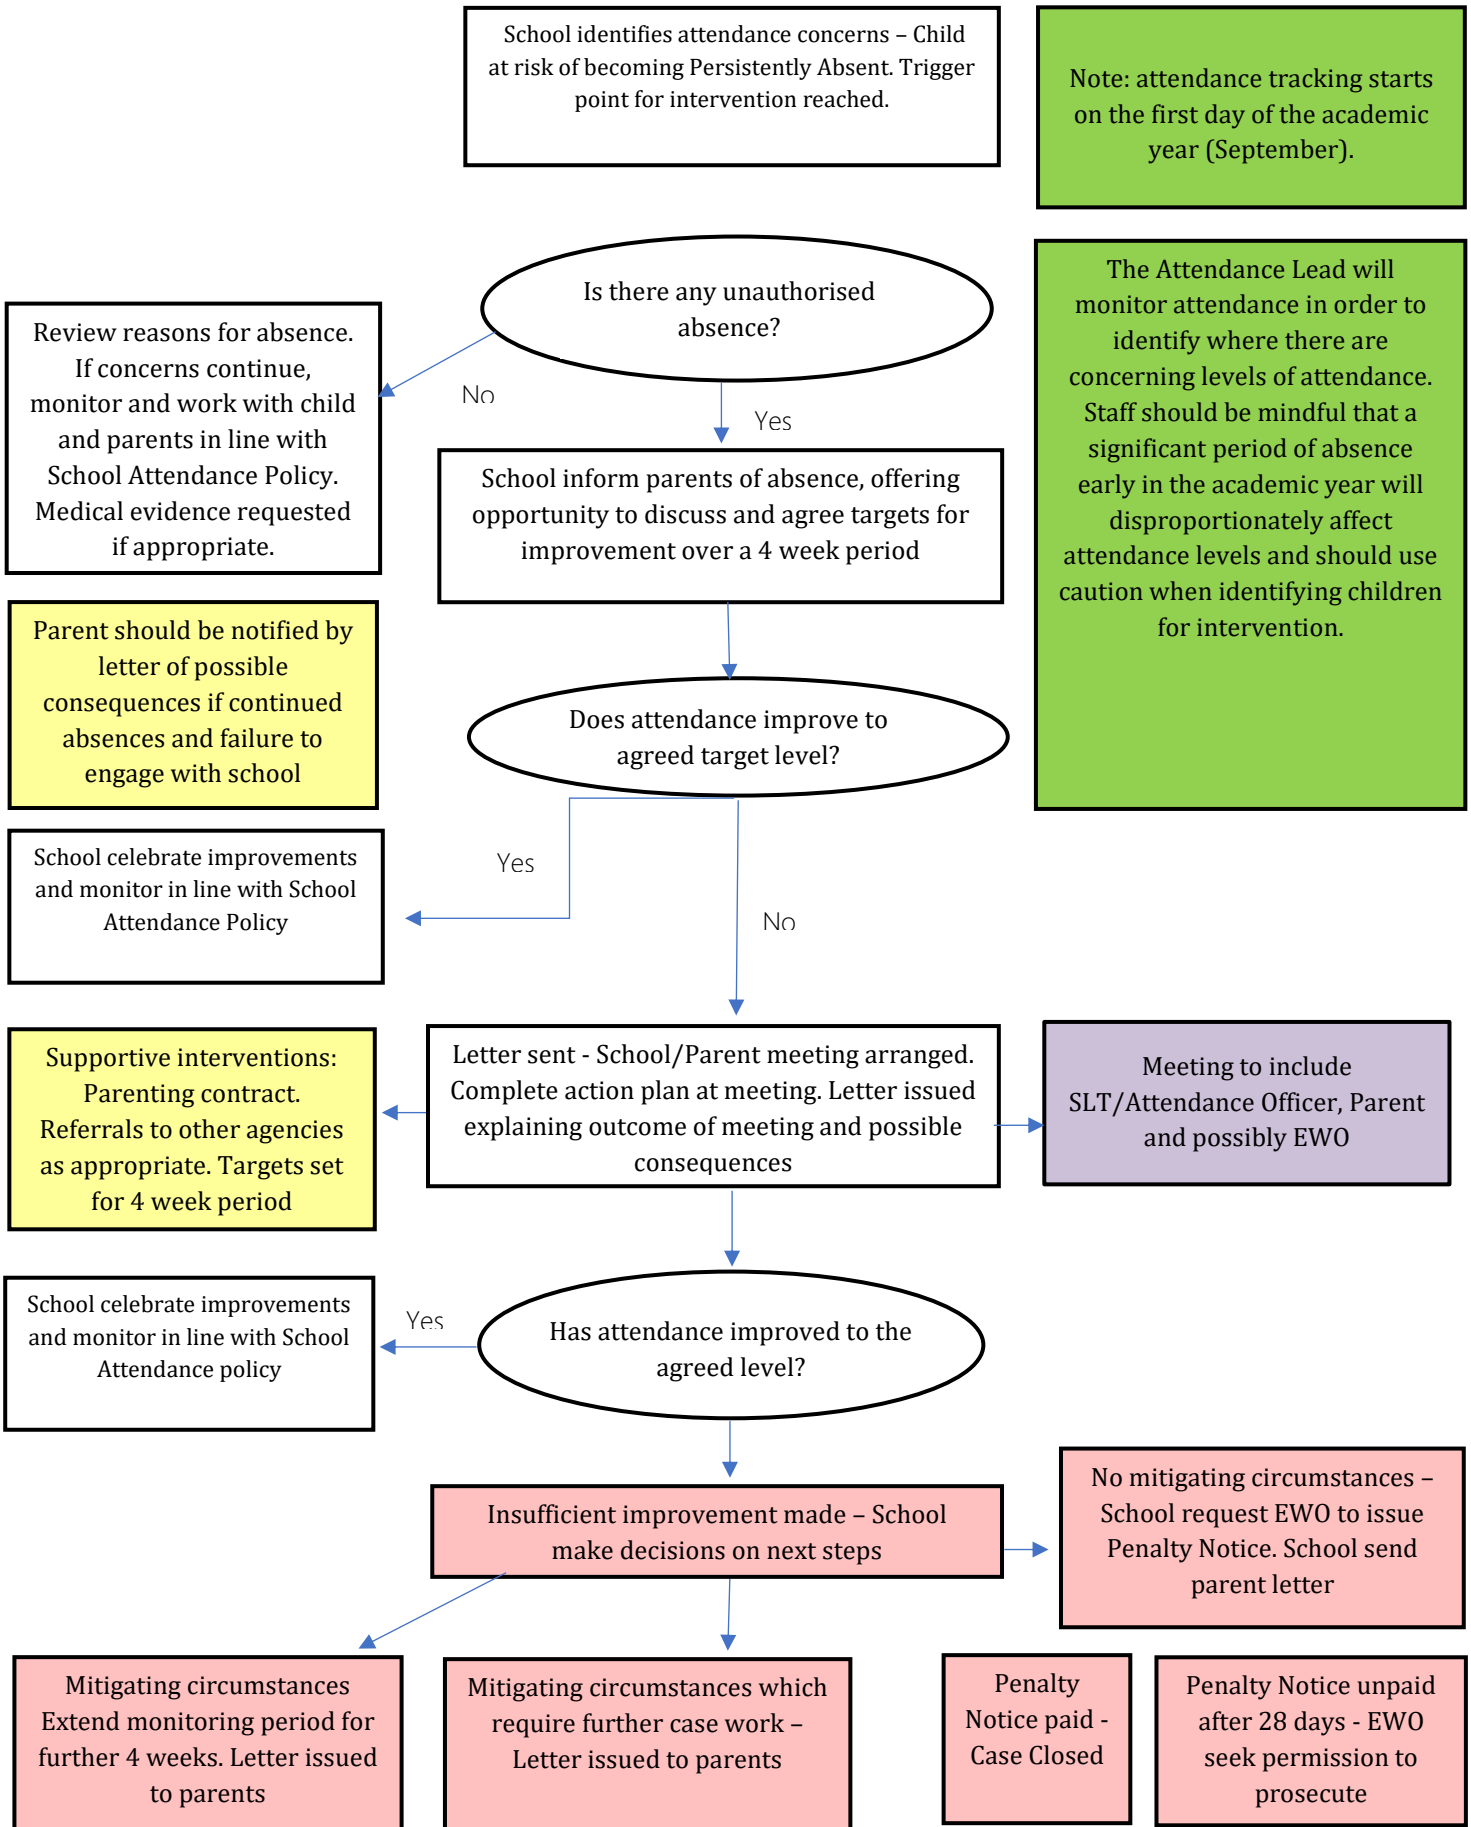 School identifies attendance concerns – Child
at risk of becoming Persistently Absent. Trigger
point for intervention reached.
Note: attendance tracking starts
on the first day of the academic
year (September).
Is there any unauthorised
absence?
The Attendance Lead will
monitor attendance in order to
identify where there are
concerning levels of attendance.
Staff should be mindful that a
significant period of absence
early in the academic year will
disproportionately affect
attendance levels and should use
caution when identifying children
for intervention.
Review reasons for absence.
If concerns continue,
monitor and work with child
and parents in line with
School Attendance Policy.
Medical evidence requested
if appropriate.
No
Yes
School inform parents of absence, offering
opportunity to discuss and agree targets for
improvement over a 4 week period
Parent should be notified by
letter of possible
consequences if continued
absences and failure to
engage with school
Does attendance improve to
agreed target level?
School celebrate improvements
and monitor in line with School
Attendance Policy
Yes
No
Supportive interventions:
Parenting contract.
Referrals to other agencies
as appropriate. Targets set
for 4 week period
Letter sent - School/Parent meeting arranged.
Complete action plan at meeting. Letter issued
explaining outcome of meeting and possible
consequences
Meeting to include
SLT/Attendance Officer, Parent
and possibly EWO
School celebrate improvements
and monitor in line with School
Attendance policy
Yes
Has attendance improved to the
agreed level?
Insufficient improvement made – School
make decisions on next steps
No mitigating circumstances –
School request EWO to issue
Penalty Notice. School send
parent letter
Mitigating circumstances
Extend monitoring period for
further 4 weeks. Letter issued
to parents
Mitigating circumstances which
require further case work –
Letter issued to parents
Penalty
Notice paid -
Case Closed
Penalty Notice unpaid
after 28 days - EWO
seek permission to
prosecute